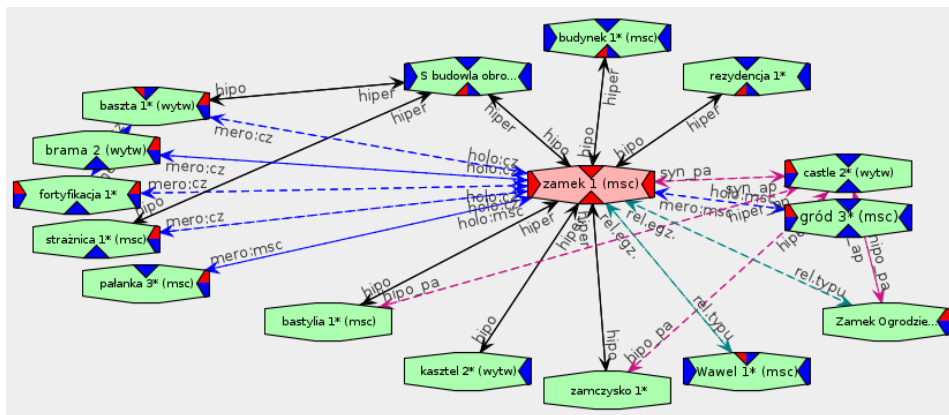 budynek 1* (msc)
S budowla obro...
rezydencja 1*
hipo
hiper
hiper
hiper
hiper
hiper
baszta 1* (wytw)
mero:cz
hipo
hipo
hipo
brama 2 (wytw)
mero:cz
holo:cz
holo:cz
zamek 1 (msc)
syn_pa
castle 2* (wytw)
fortyfikacja 1*
mero:cz
holo:cz
holo:cz
holo:msc
syn_ap
holo:msc
mero:msc
gród 3* (msc)
hipo
strażnica 1* (msc)
mero:cz
hiper
hiper
rel.egz.
rel.egz.
_ap
hipo_pa
pałanka 3* (msc)
mero:msc
hipo
hipo_pa
rel.typu
bastylia 1* (msc)
Zamek Ogrodzie...
hipo
hipo
hipo_pa
rel.typu
kasztel 2* (wytw)
zamczysko 1*
Wawel 1* (msc)